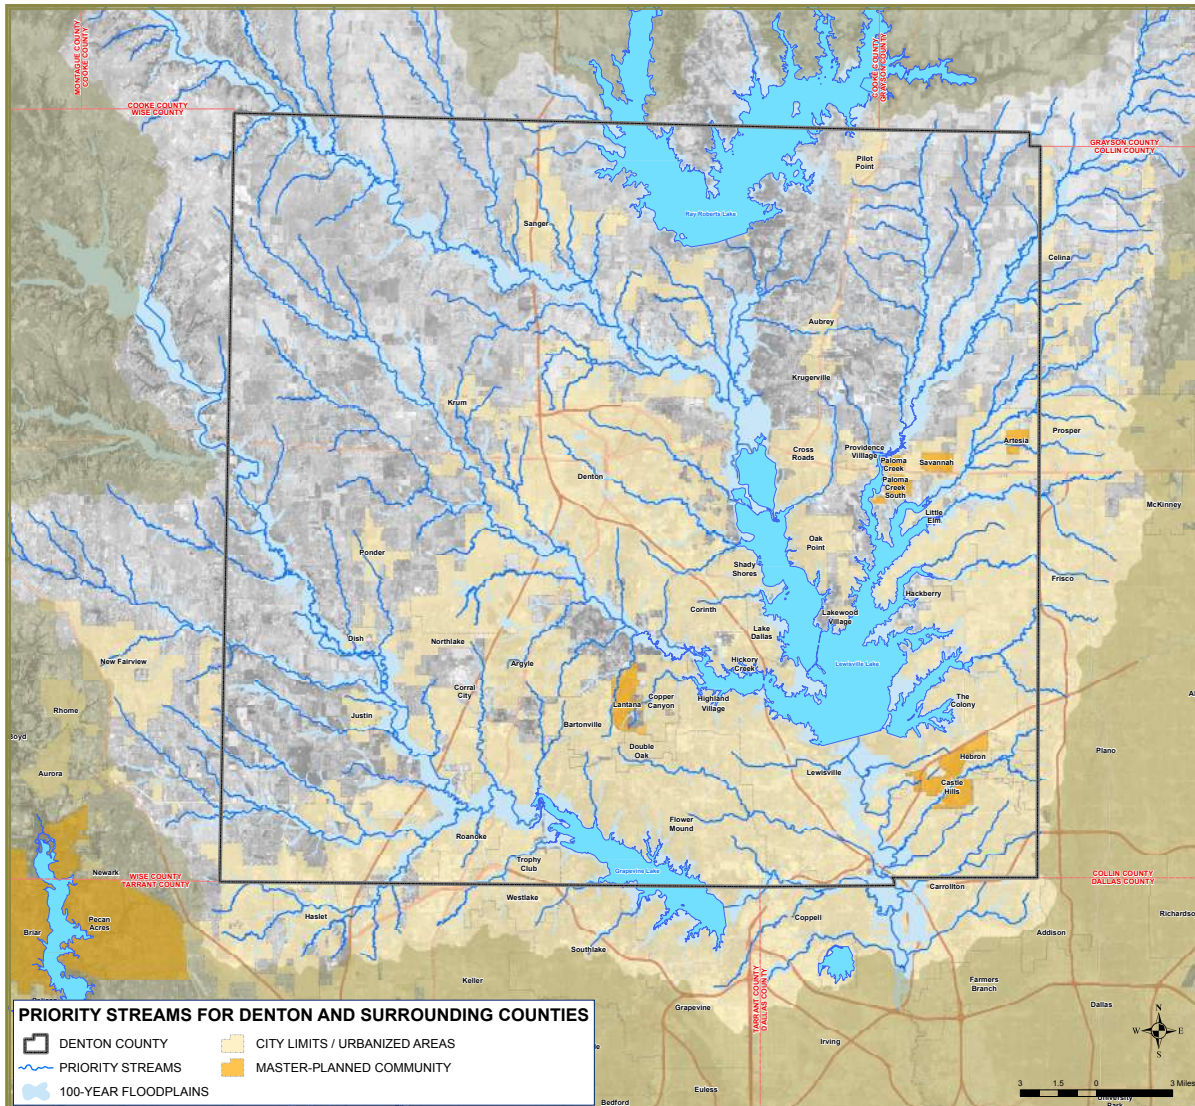 MONTAGUE COUNTY
COOKE COUNTY
COOKE COUNTY
WISE COUNTY
COOKE COUNTY
GRAYSON COUNTY
GRAYSON COUNTY
COLLIN COUNTY
Pilot
Point
Ray Roberts Lake
Sanger
Celina
Aubrey
Krugerville
Krum
Cross
Roads
Providence
Village
Paloma
Creek
Savannah
Artesia
Prosper
Denton
Paloma
Creek
South
Little
Elm
McKinney
Ponder
Oak
Point
Shady
Shores
Frisco
Hackberry
Corinth
Lakewood
Village
Lake
Dallas
Dish
Northlake
Argyle
Hickory
Creek
Lewisville Lake
New Fairview
Corral
City
Lantana
Copper
Canyon
Highland
Village
The
Colony
Rhome
Justin
Bartonville
Double
Oak
Boyd
Aurora
Lewisville
Hebron
Castle
Hills
Plano
Roanoke
Flower
Mound
Trophy
Club
Grapevine Lake
Newark
WISE COUNTY
TARRANT COUNTY
COLLIN COUNTY
DALLAS COUNTY
Carrollton
Westlake
Haslet
Pecan
Acres
Briar
Coppell
Richardso
Addison
Southlake
Keller
Farmers
Branch
Grapevine
TARRANT COUNTY
DALLAS COUNTY
Dallas
Irving
Euless
Bedford
University
Park
N
W E
S
3 1.5 0 3 Miles
PRIORITY STREAMS FOR DENTON AND SURROUNDING COUNTIES
DENTON COUNTY
CITY LIMITS / URBANIZED AREAS
PRIORITY STREAMS
MASTER-PLANNED COMMUNITY
100-YEAR FLOODPLAINS